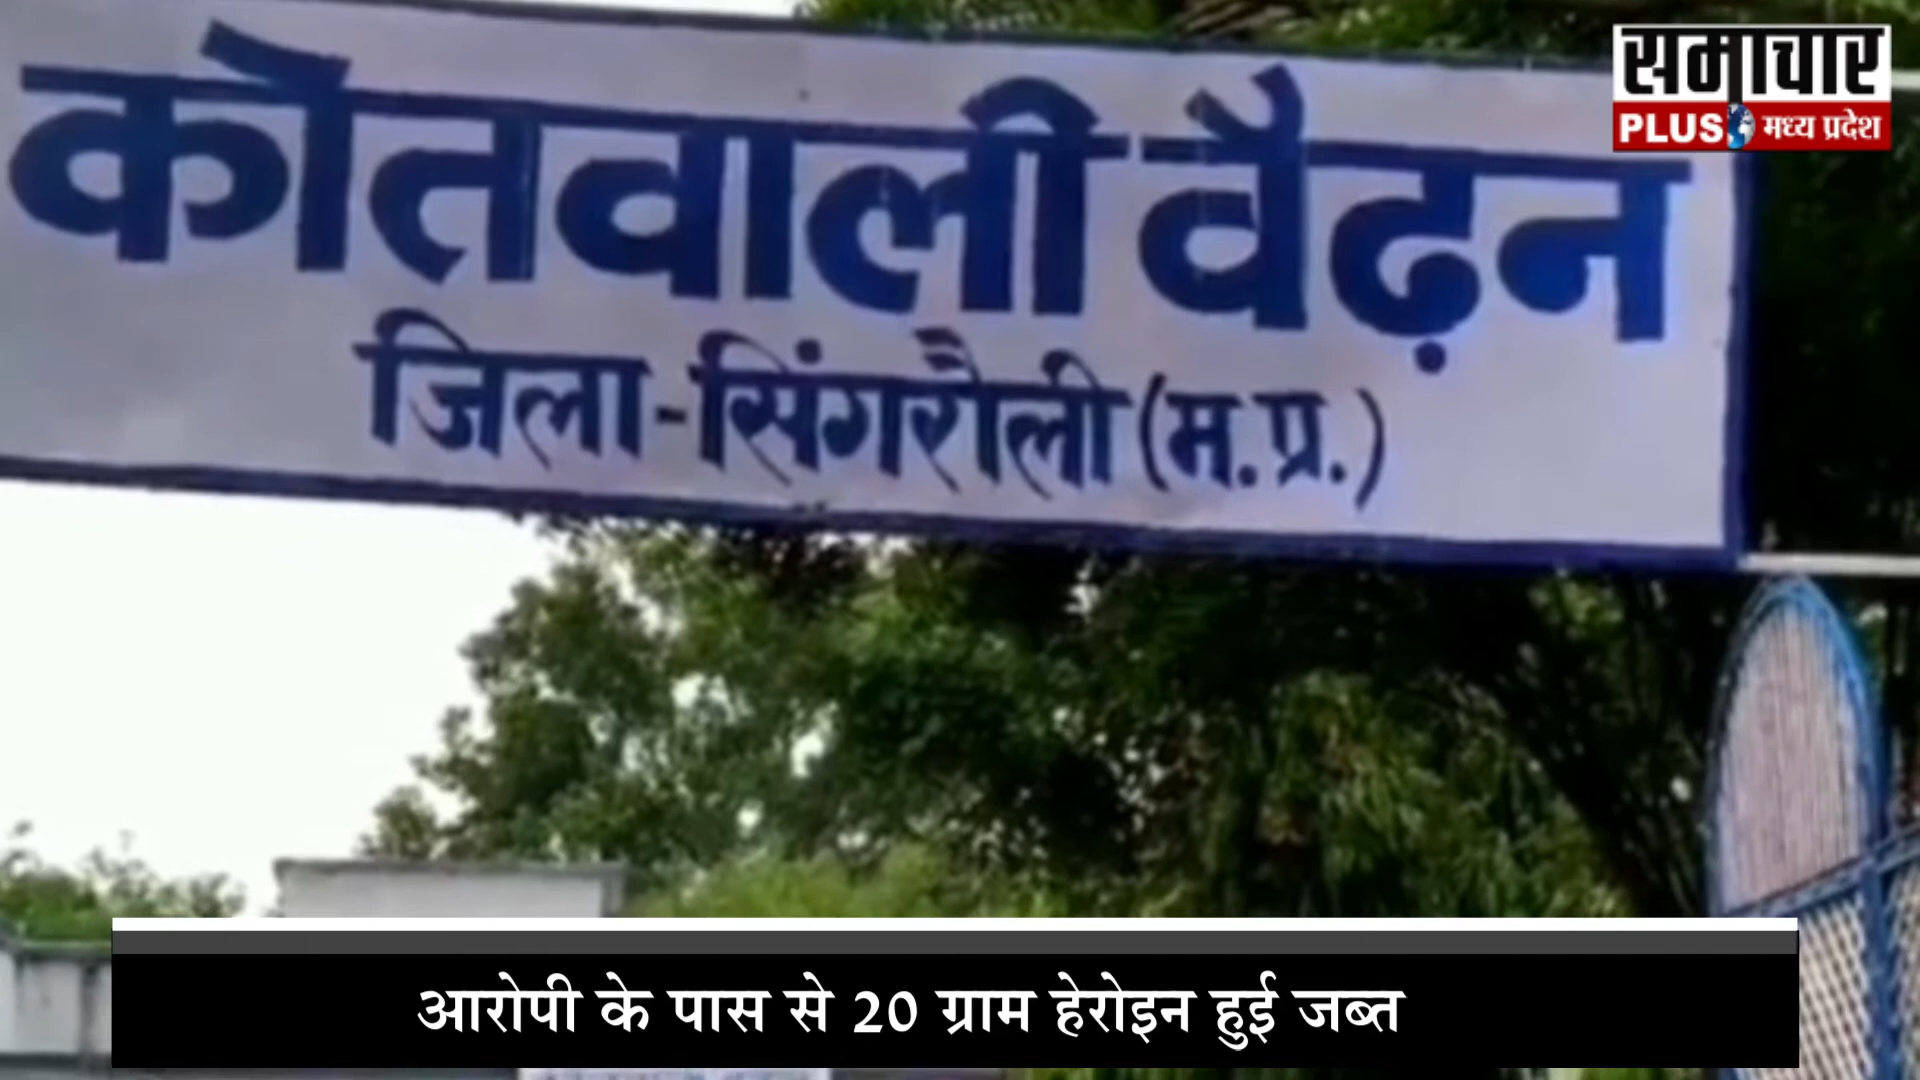 समाचार
PLUS मध्य प्रदेश
कोतवाली वैढ़न
जिला-सिंगरौली (म.प्र.)
आरोपी के पास से 20 ग्राम हेरोइन हुई जब्त